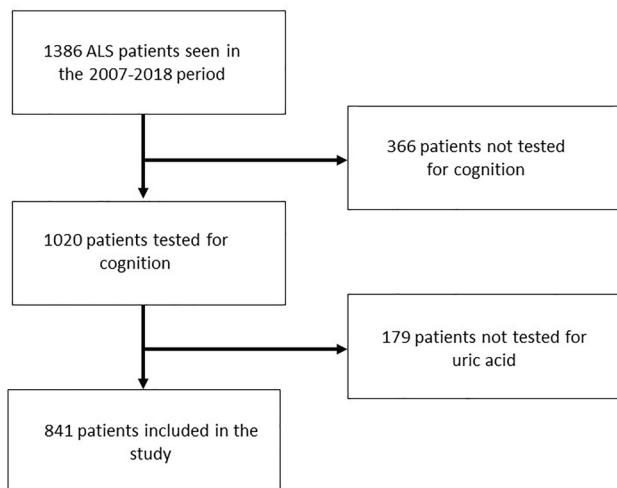 1386 ALS patients seen in
the 2007-2018 period
366 patients not tested
for cognition
1020 patients tested for
cognition
179 patients not tested for
uric acid
841 patients included in the
study